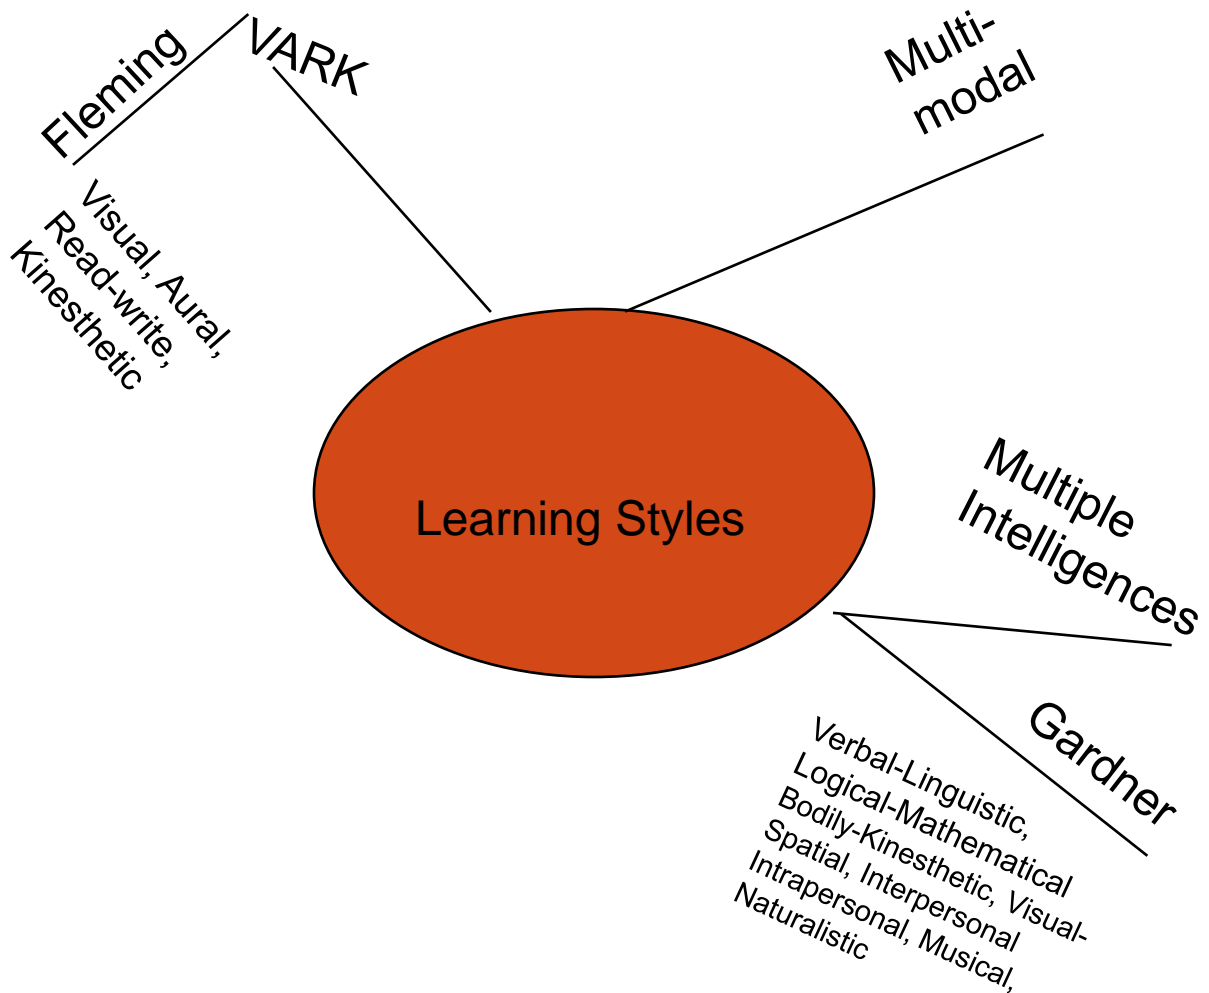 Fleming
VARK
Visual, Aural,
Read-write,
Kinesthetic
Multi-
modal
Learning Styles
Multiple
Intelligences
Gardner
Verbal-Linguistic,
Logical-Mathematical
Bodily-Kinesthetic, Visual-
Spatial, Interpersonal
Intrapersonal, Musical,
Naturalistic